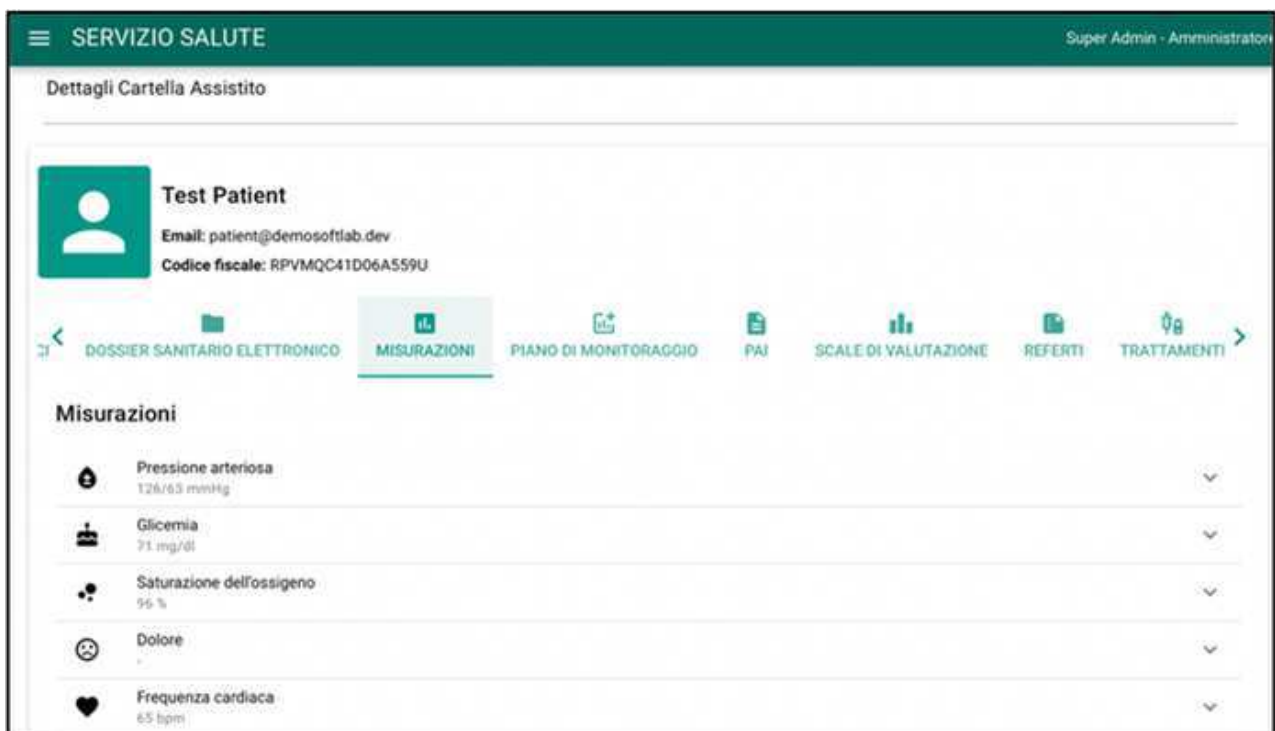 SERVIZIO SALUTE
Super Admin - Amministratore
Dettagli Cartella Assistito
Test Patient
Email: patient@demosoftlab.dev
Codice fiscale: RPVMQC41D06A559U
CI
DOSSIER SANITARIO ELETTRONICO
MISURAZIONI
PIANO DI MONITORAGGIO
PAI
SCALE DI VALUTAZIONE
REFERTI
TRATTAMENTI
Misurazioni
Pressione arteriosa
126/63 mmHg
Glicemia
71 mg/dl
Saturazione dell'ossigeno
96 %
Dolore
-
Frequenza cardiaca
65 bpm